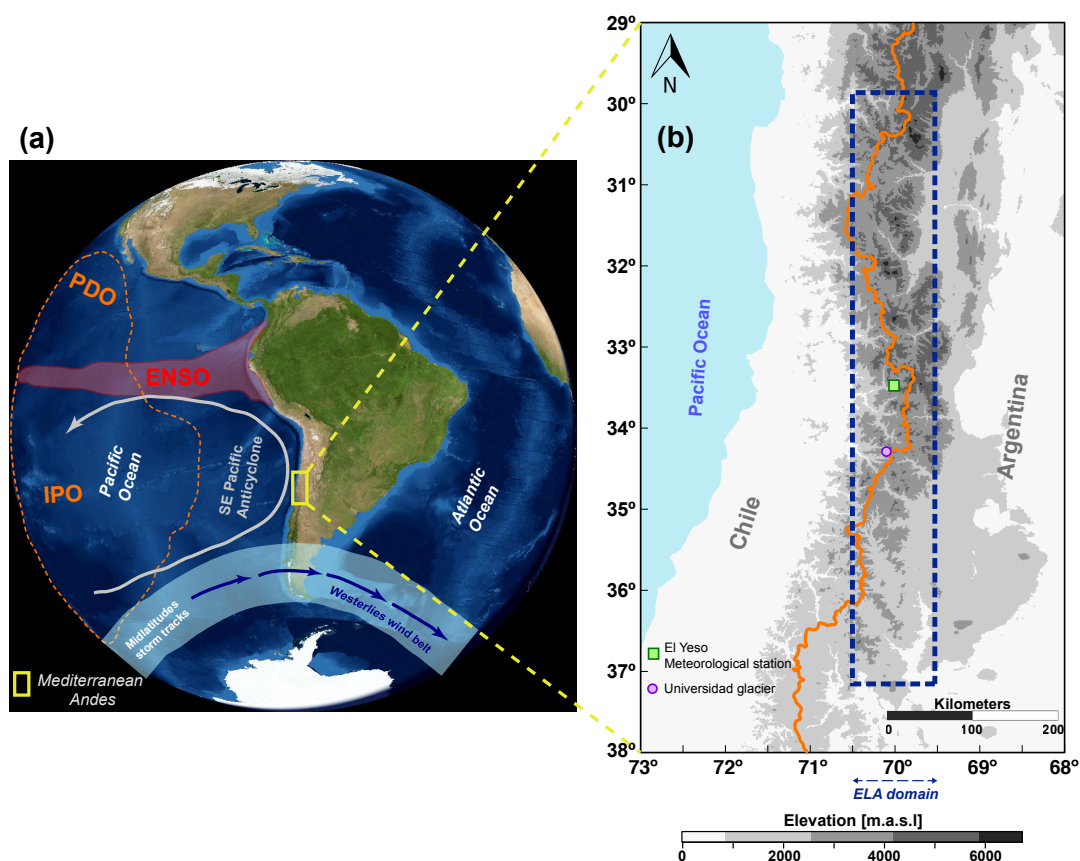 (a)
PDO
ENSO
IPO
Pacific
Ocean
SE Pacific
Anticyclone
Atlantic
Ocean
Midlatitudes
storm tracks
Westerlies wind belt
Mediterranean
Andes
(b)
N
29º
30º
31º
32º
33º
34º
35º
36º
37º
38º
Pacific Ocean
Chile
Argentina
El Yeso
Meteorological station
Universidad glacier
Kilometers
0 100 200
73º 72º 71º 70º 69º 68º
ELA domain
Elevation [m.a.s.l]
0 2000 4000 6000